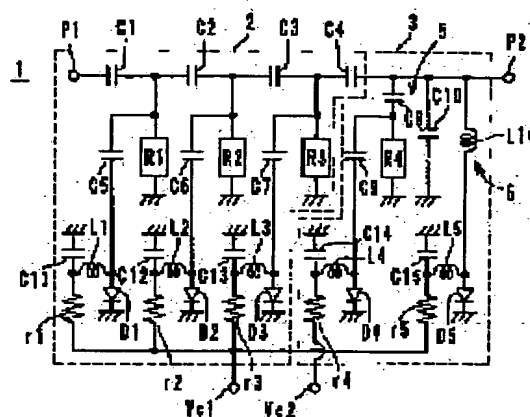 C1 2 C2 C3 C4 3 5 P2
P1
1
C8 C10
R1 R2 R3 R4 L10
C5 C6 C7 C9 6
L1 L2 L3 C14 L4 L5
C11 C12 C13 C15
r1 D1 D2 D3 D4 r5 D5
r2 r3 r4
Vc1 Vc2